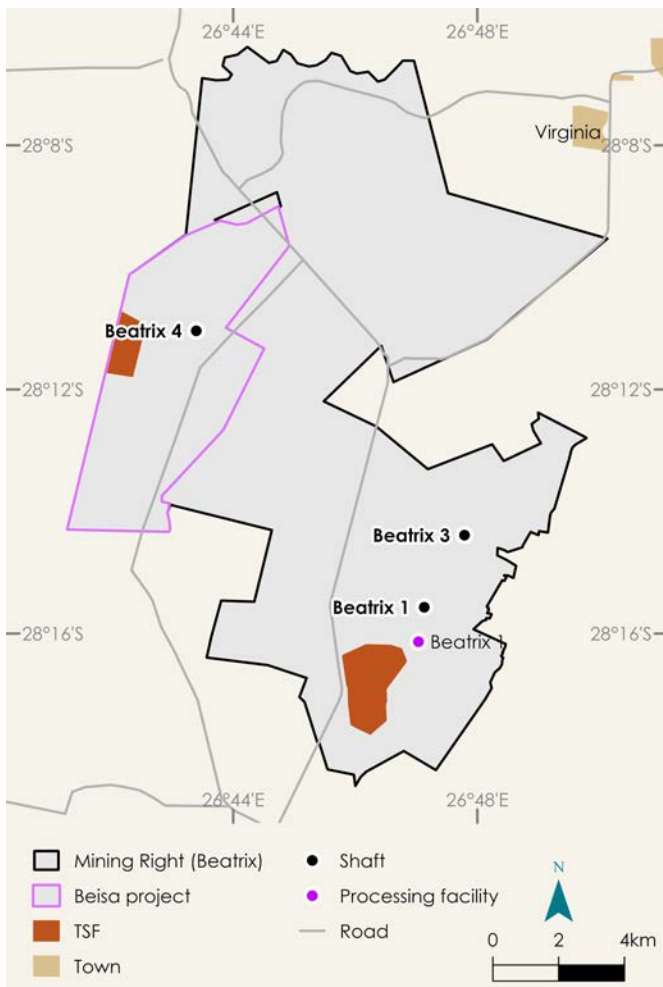 26°44'E
26°48'E
28°8'S
Virginia
28°8'S
Beatrix 4
28°12'S
28°12'S
Beatrix 3
Beatrix 1
28°16'S
Beatrix 1
28°16'S
26°44'E
26°48'E
Mining Right (Beatrix)
Beisa project
TSF
Town
Shaft
Processing facility
Road
N
0 2 4km